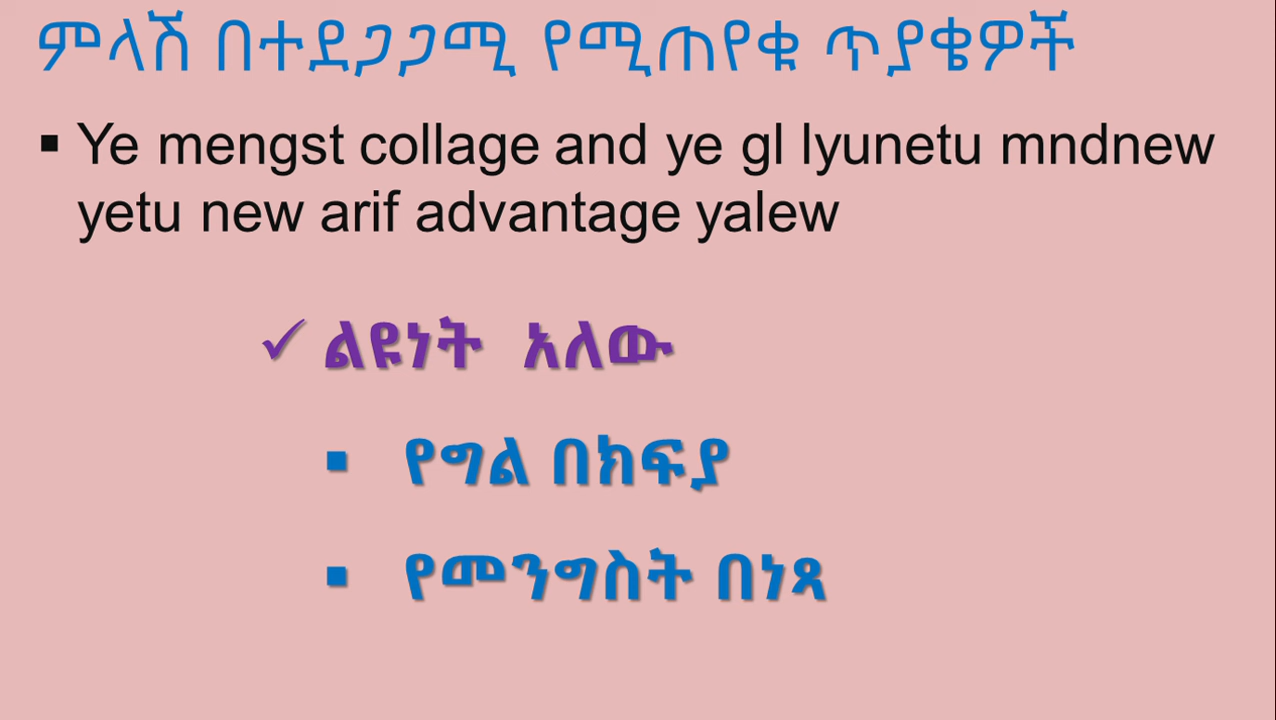 ምላሽ በተደጋጋሚ የሚጠየቁ ጥያቄዎች
▪ Ye mengst collage and ye gl lyunetu mndnew
yetu new arif advantage yalew
✓ ልዩነት አለው
▪ የግል በክፍያ
▪ የመንግስት በነጻ